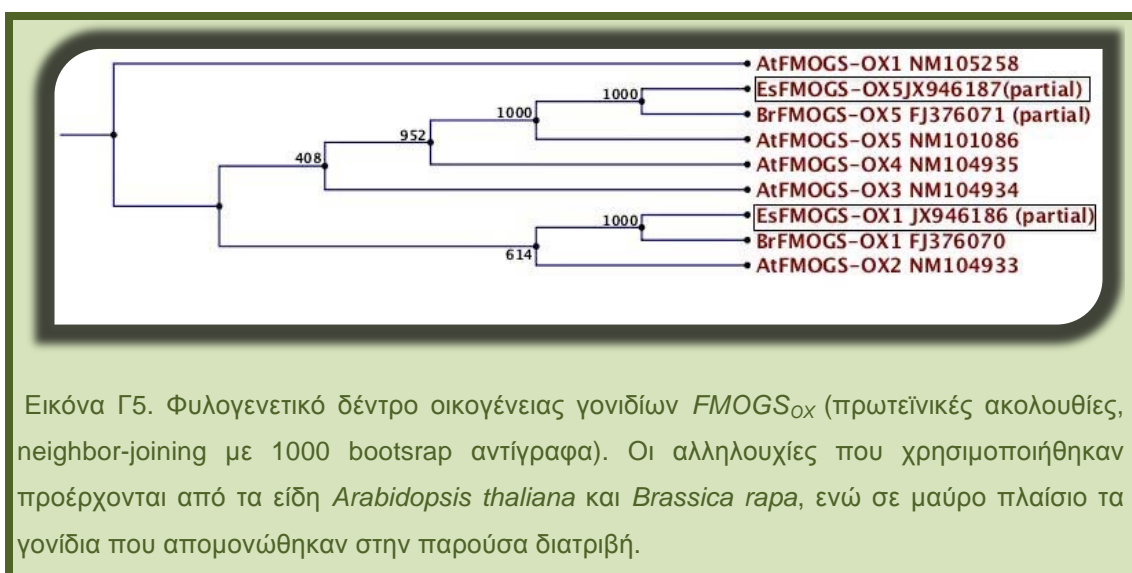 AtFMOGS-OX1 NM105258
1000
EsFMOGS-OX5JX946187(partial)
1000
BrFMOGS-OX5 FJ376071 (partial)
952
AtFMOGS-OX5 NM101086
408
AtFMOGS-OX4 NM104935
AtFMOGS-OX3 NM104934
1000
EsFMOGS-OX1 JX946186 (partial)
BrFMOGS-OX1 FJ376070
614
AtFMOGS-OX2 NM104933
Εικόνα Γ5. Φυλογενετικό δέντρο οικογένειας γονιδίων FMOGSOX (πρωτεϊνικές ακολουθίες,
neighbor-joining με 1000 bootsrap αντίγραφα). Οι αλληλουχίες που χρησιμοποιήθηκαν
προέρχονται από τα είδη Arabidopsis thaliana και Brassica rapa, ενώ σε μαύρο πλαίσιο τα
γονίδια που απομονώθηκαν στην παρούσα διατριβή.